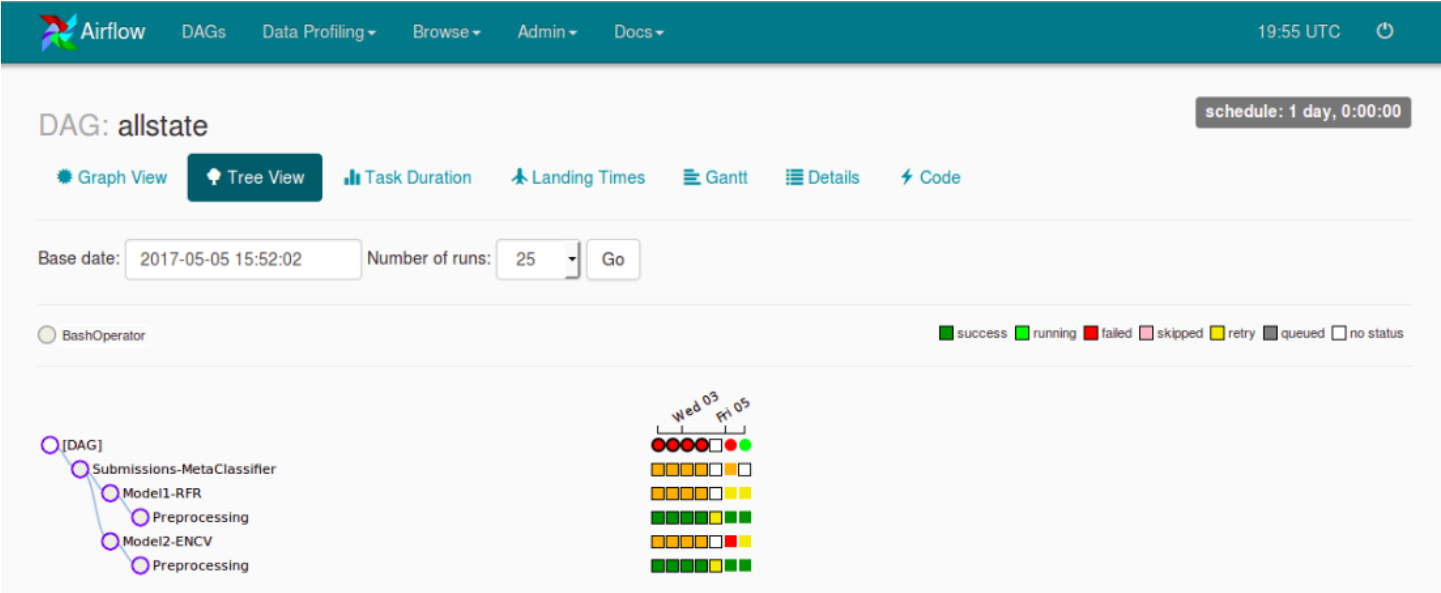 Airflow DAGs Data Profiling Browse Admin Docs 19:55 UTC
schedule: 1 day, 0:00:00
DAG: allstate
Graph View Tree View Task Duration Landing Times Gantt Details Code
Base date: 2017-05-05 15:52:02 Number of runs: 25 Go
BashOperator success running failed skipped retry queued no status
Wed 03 Fri 05
[DAG]
Submissions-MetaClassifier
Model1-RFR
Preprocessing
Model2-ENCV
Preprocessing